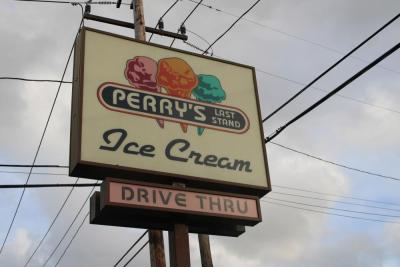 PERRY'S LAST STAND
Ice Cream
DRIVE THRU